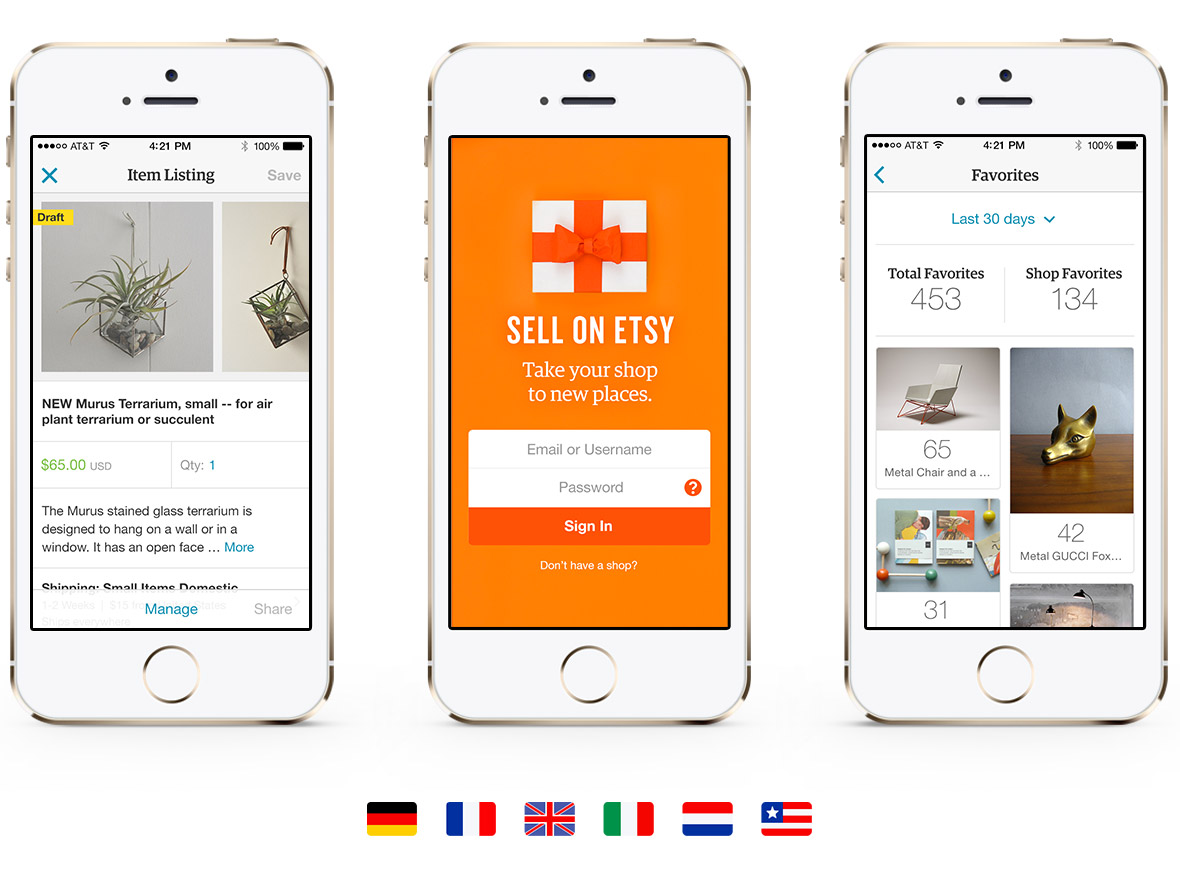 AT&T 4:21 PM 100%
Item Listing Save
Draft
NEW Murus Terrarium, small -- for air
plant terrarium or succulent
$65.00 USD Qty: 1
The Murus stained glass terrarium is
designed to hang on a wall or in a
window. It has an open face ... More
Shipping: Small Items Domestic
1-2 Weeks | $15
Manage Share
Ships everywhere
SELL ON ETSY
Take your shop
to new places.
Email or Username
Password ?
Sign In
Don't have a shop?
AT&T 4:21 PM 100%
Favorites
Last 30 days
Total Favorites Shop Favorites
453 134
65
Metal Chair and a ...
42
Metal GUCCI Fox...
31